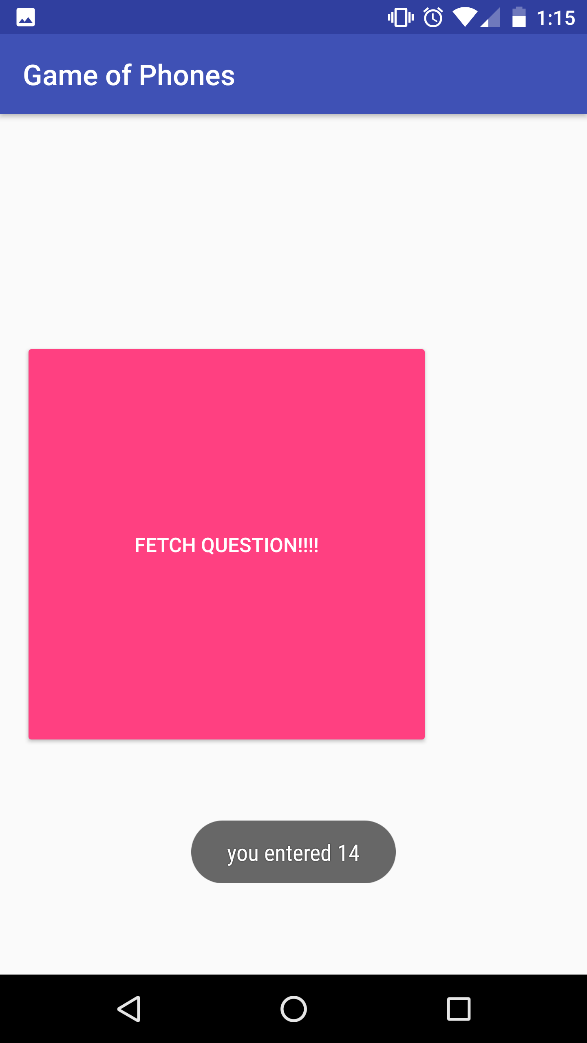 1:15
Game of Phones
FETCH QUESTION!!!!
you entered 14